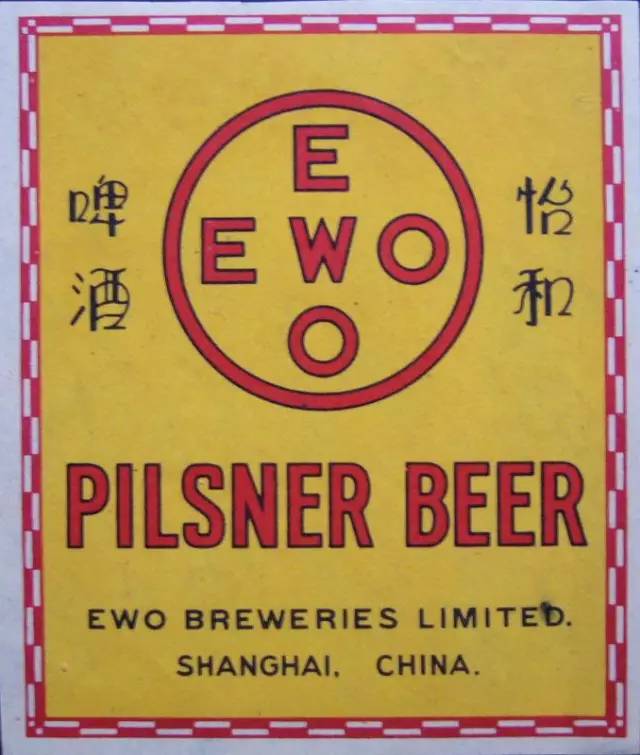 怡和
啤酒
E
EWO
O
PILSNER BEER
EWO BREWERIES LIMITED.
SHANGHAI, CHINA.